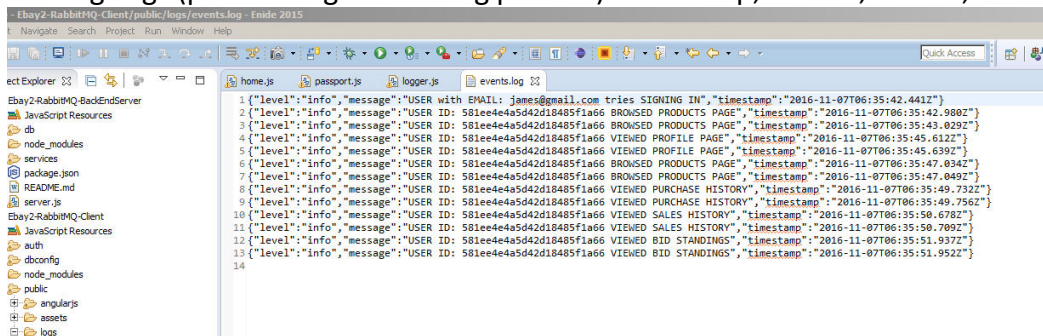 - Ebay2-RabbitMQ-Client/public/logs/events.log - Enide 2015
t Navigate Search Project Run Window Help
Quick Access
ect Explorer
home.js passport.js logger.js events.log
Ebay2-RabbitMQ-BackEndServer
JavaScript Resources
db
node_modules
services
package.json
README.md
server.js
Ebay2-RabbitMQ-Client
JavaScript Resources
auth
dbconfig
node_modules
public
angularjs
assets
logs
1 {"level":"info","message":"USER with EMAIL: james@gmail.com tries SIGNING IN","timestamp":"2016-11-07T06:35:42.441Z"}
2 {"level":"info","message":"USER ID: 581ee4e4a5d42d18485f1a66 BROWSED PRODUCTS PAGE","timestamp":"2016-11-07T06:35:42.980Z"}
3 {"level":"info","message":"USER ID: 581ee4e4a5d42d18485f1a66 BROWSED PRODUCTS PAGE","timestamp":"2016-11-07T06:35:43.029Z"}
4 {"level":"info","message":"USER ID: 581ee4e4a5d42d18485f1a66 VIEWED PROFILE PAGE","timestamp":"2016-11-07T06:35:45.612Z"}
5 {"level":"info","message":"USER ID: 581ee4e4a5d42d18485f1a66 VIEWED PROFILE PAGE","timestamp":"2016-11-07T06:35:45.639Z"}
6 {"level":"info","message":"USER ID: 581ee4e4a5d42d18485f1a66 BROWSED PRODUCTS PAGE","timestamp":"2016-11-07T06:35:47.034Z"}
7 {"level":"info","message":"USER ID: 581ee4e4a5d42d18485f1a66 BROWSED PRODUCTS PAGE","timestamp":"2016-11-07T06:35:47.049Z"}
8 {"level":"info","message":"USER ID: 581ee4e4a5d42d18485f1a66 VIEWED PURCHASE HISTORY","timestamp":"2016-11-07T06:35:49.732Z"}
9 {"level":"info","message":"USER ID: 581ee4e4a5d42d18485f1a66 VIEWED PURCHASE HISTORY","timestamp":"2016-11-07T06:35:49.756Z"}
10 {"level":"info","message":"USER ID: 581ee4e4a5d42d18485f1a66 VIEWED SALES HISTORY","timestamp":"2016-11-07T06:35:50.678Z"}
11 {"level":"info","message":"USER ID: 581ee4e4a5d42d18485f1a66 VIEWED SALES HISTORY","timestamp":"2016-11-07T06:35:50.709Z"}
12 {"level":"info","message":"USER ID: 581ee4e4a5d42d18485f1a66 VIEWED BID STANDINGS","timestamp":"2016-11-07T06:35:51.937Z"}
13 {"level":"info","message":"USER ID: 581ee4e4a5d42d18485f1a66 VIEWED BID STANDINGS","timestamp":"2016-11-07T06:35:51.952Z"}
14